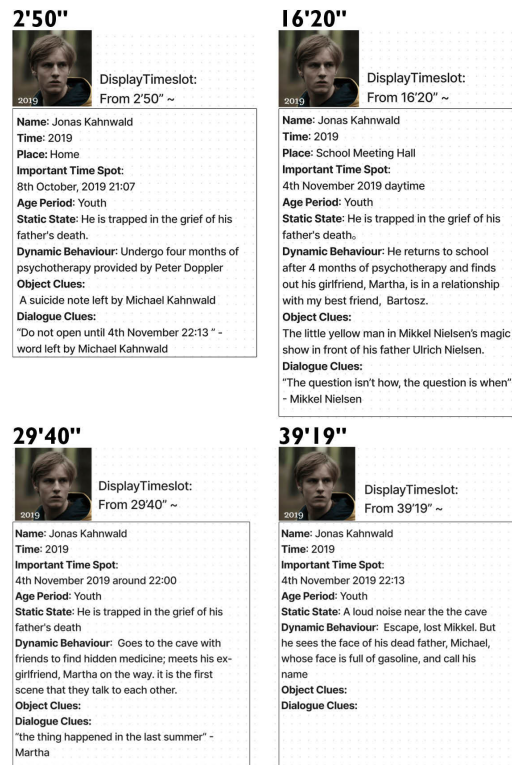 2'50"
2019
DisplayTimeslot:
From 2'50" ~
Name: Jonas Kahnwald
Time: 2019
Place: Home
Important Time Spot:
8th October, 2019 21:07
Age Period: Youth
Static State: He is trapped in the grief of his
father's death.
Dynamic Behaviour: Undergo four months of
psychotherapy provided by Peter Doppler
Object Clues:
A suicide note left by Michael Kahnwald
Dialogue Clues:
"Do not open until 4th November 22:13 " -
word left by Michael Kahnwald
16'20"
2019
DisplayTimeslot:
From 16'20" ~
Name: Jonas Kahnwald
Time: 2019
Place: School Meeting Hall
Important Time Spot:
4th November 2019 daytime
Age Period: Youth
Static State: He is trapped in the grief of his
father's death。
Dynamic Behaviour: He returns to school
after 4 months of psychotherapy and finds
out his girlfriend, Martha, is in a relationship
with my best friend, Bartosz.
Object Clues:
The little yellow man in Mikkel Nielsen's magic
show in front of his father Ulrich Nielsen.
Dialogue Clues:
"The question isn't how, the question is when"
- Mikkel Nielsen
29'40"
2019
DisplayTimeslot:
From 29'40" ~
Name: Jonas Kahnwald
Time: 2019
Important Time Spot:
4th November 2019 around 22:00
Age Period: Youth
Static State: He is trapped in the grief of his
father's death
Dynamic Behaviour: Goes to the cave with
friends to find hidden medicine; meets his ex-
girlfriend, Martha on the way. it is the first
scene that they talk to each other.
Object Clues:
Dialogue Clues:
"the thing happened in the last summer" -
Martha
39'19"
2019
DisplayTimeslot:
From 39'19" ~
Name: Jonas Kahnwald
Time: 2019
Important Time Spot:
4th November 2019 22:13
Age Period: Youth
Static State: A loud noise near the the cave
Dynamic Behaviour: Escape, lost Mikkel. But
he sees the face of his dead father, Michael,
whose face is full of gasoline, and call his
name
Object Clues:
Dialogue Clues: